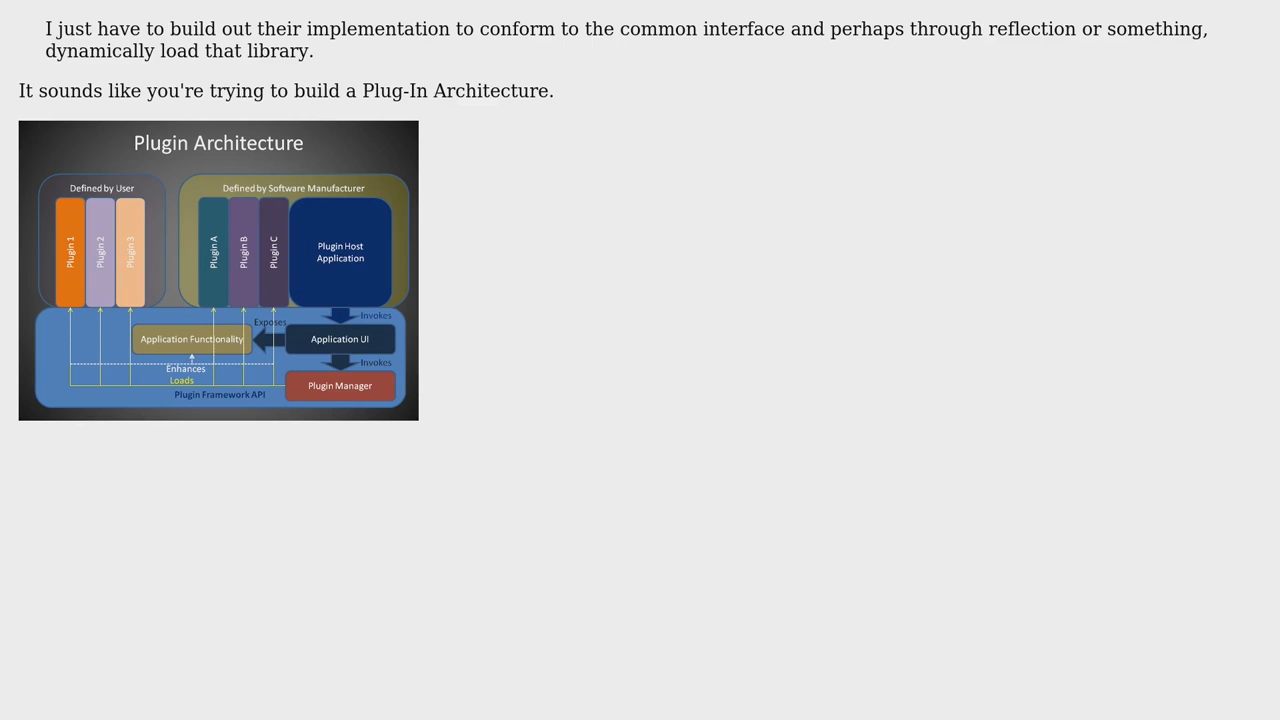 I just have to build out their implementation to conform to the common interface and perhaps through reflection or something,
dynamically load that library.
It sounds like you're trying to build a Plug-In Architecture.
Plugin Architecture
Defined by User
Defined by Software Manufacturer
Plugin 1
Plugin 2
Plugin 3
Plugin A
Plugin B
Plugin C
Plugin Host
Application
Invokes
Exposes
Application Functionality
Application UI
Invokes
Enhances
Loads
Plugin Manager
Plugin Framework API